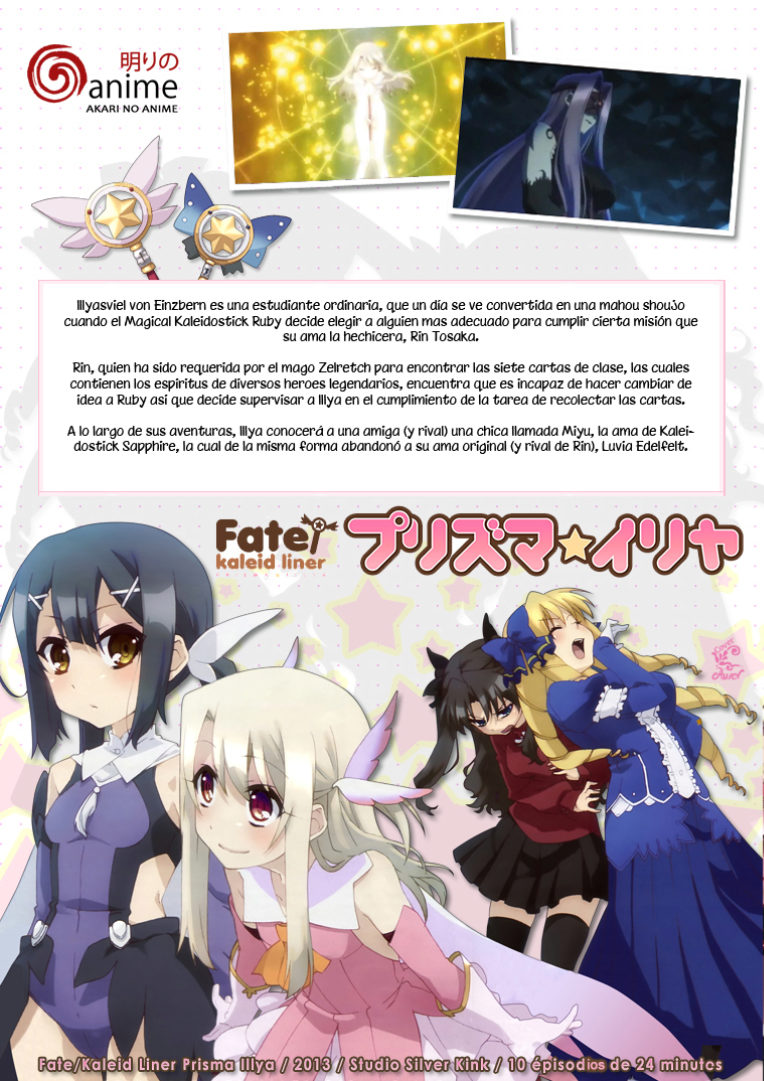 明りの
anime
AKARI NO ANIME
Illyasviel von Einzbern es una estudiante ordinaria, que un día se ve convertida en una mahou shoujo
cuando el Magical Kaleidostick Ruby decide elegir a alguien mas adecuado para cumplir cierta misión que
su ama la hechicera, Rin Tosaka.
Rin, quien ha sido requerida por el mago Zelretch para encontrar las siete cartas de clase, las cuales
contienen los espiritus de diversos heroes legendarios, encuentra que es incapaz de hacer cambiar de
idea a Ruby asi que decide supervisar a Illya en el cumplimiento de la tarea de recolectar las cartas.
A lo largo de sus aventuras, Illya conocerá a una amiga (y rival) una chica llamada Miyu, la ama de Kalei-
dostick Sapphire, la cual de la misma forma abandonó a su ama original (y rival de Rin), Luvia Edelfelt.
Fate/
kaleid liner
PRISMA ILLYA
プリズマ☆イリヤ
Cover
Fate/Kaleid Liner Prisma Illya / 2013 / Studio Silver Kink / 10 épisodios de 24 minutos